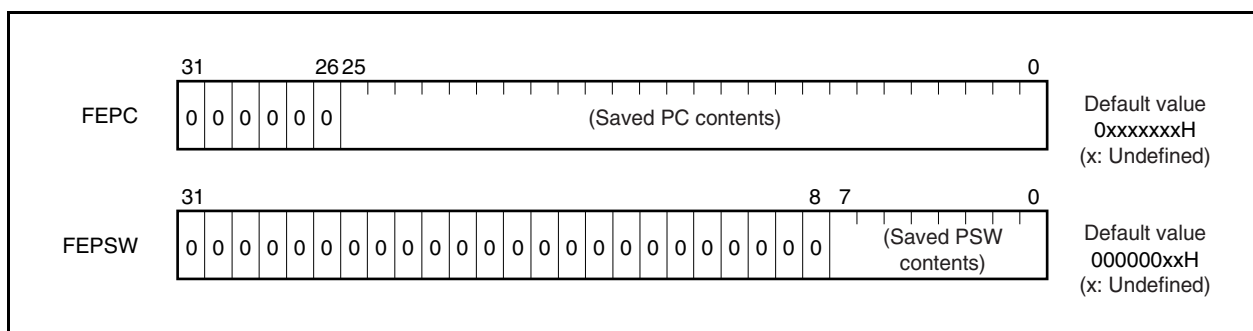 31 26 25 0
FEPC 0 0 0 0 0 0 (Saved PC contents) Default value
0xxxxxxxH
(x: Undefined)
31 8 7 0
FEPSW 0 0 0 0 0 0 0 0 0 0 0 0 0 0 0 0 0 0 0 0 0 0 0 0 (Saved PSW
contents) Default value
000000xxH
(x: Undefined)